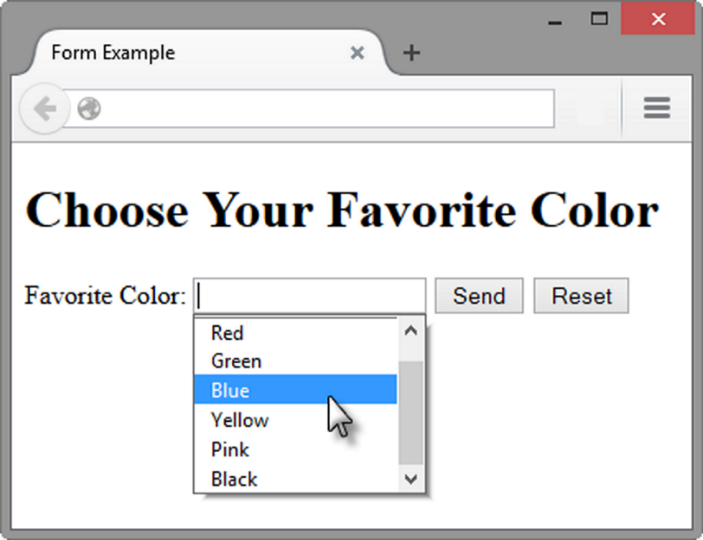 Form Example
Choose Your Favorite Color
Favorite Color: Send Reset
Red
Green
Blue
Yellow
Pink
Black